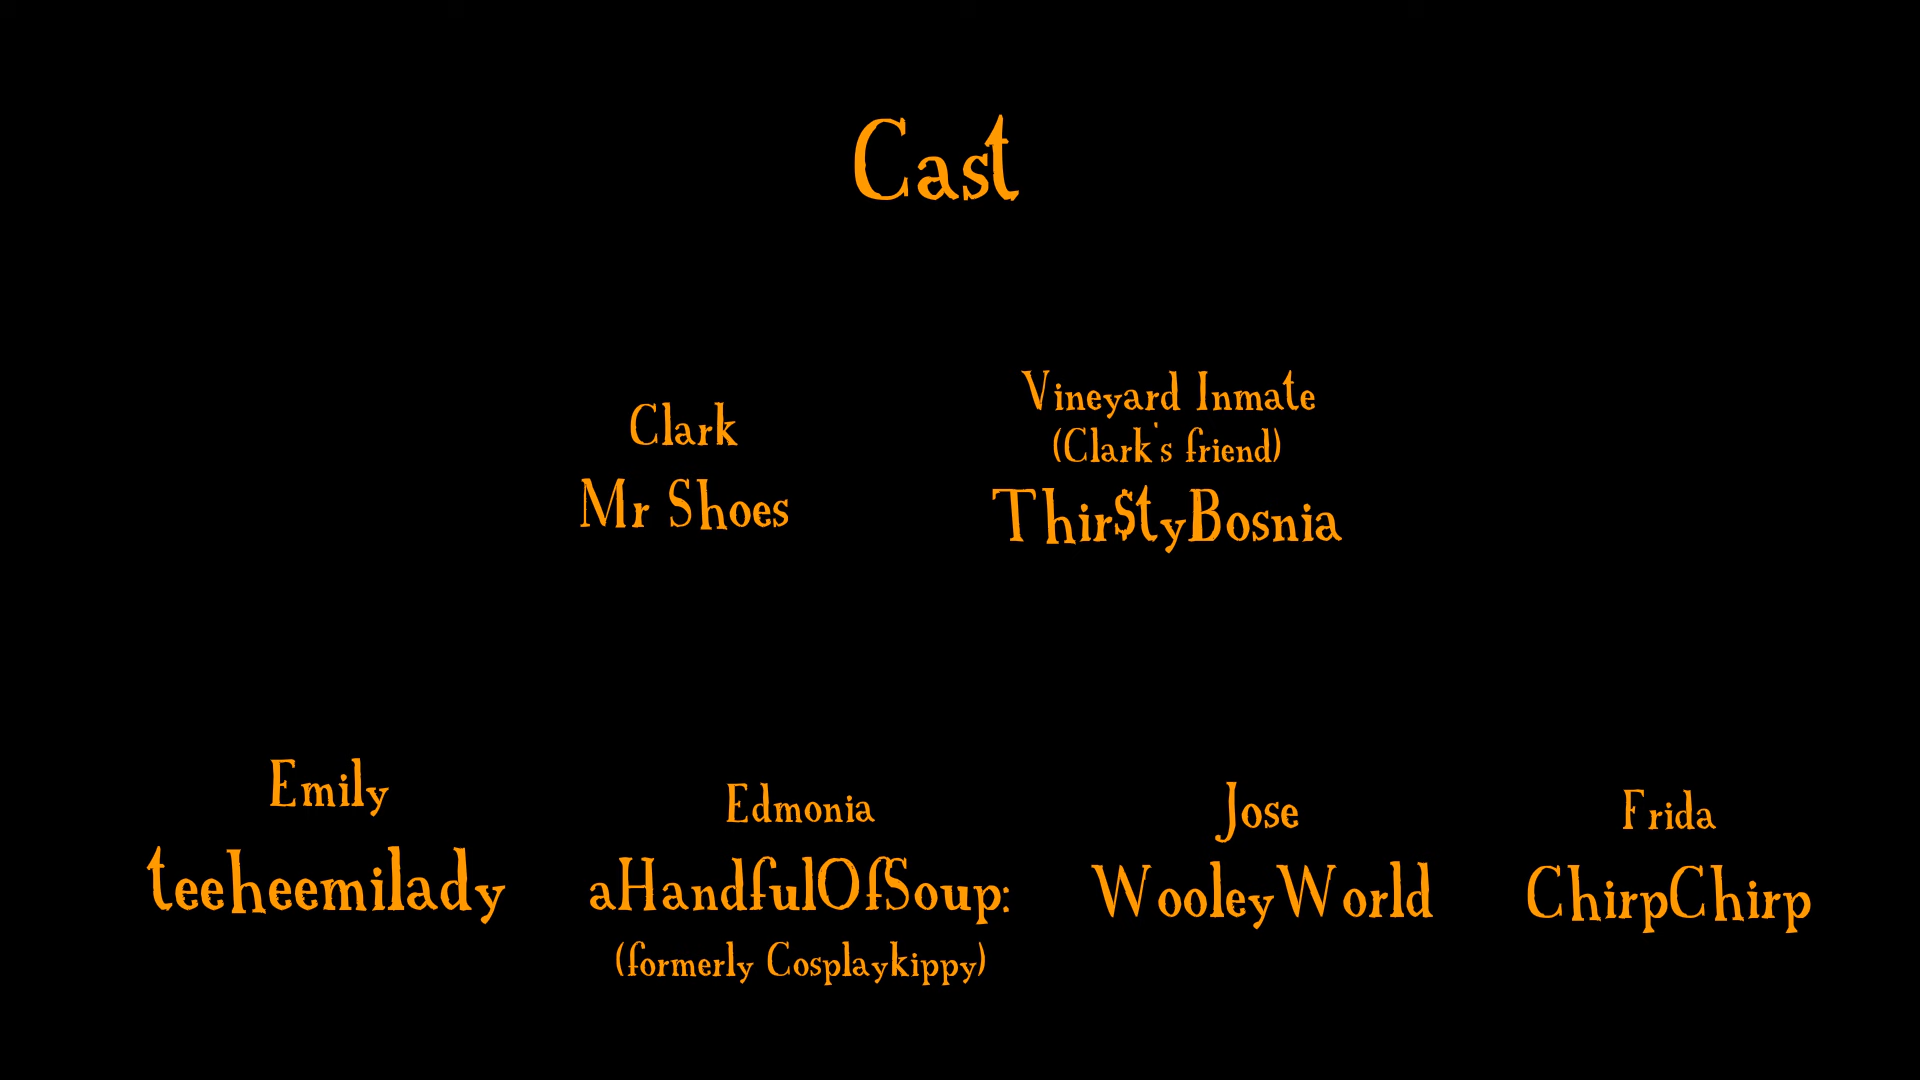 Cast
Clark
Mr Shoes
Vineyard Inmate
(Clark's friend)
Thir$tyBosnia
Emily
teeheemilady
Edmonia
aHandfulOfSoup:
(formerly Cosplaykippy)
Jose
WooleyWorld
Frida
ChirpChirp